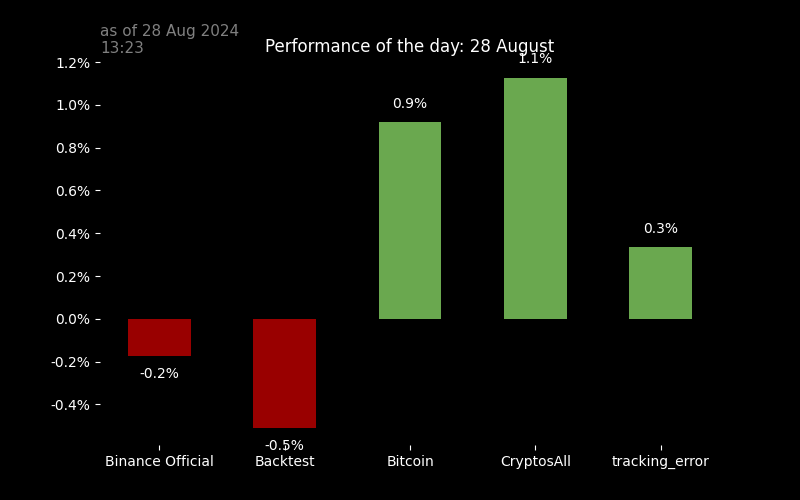 as of 28 Aug 2024
13:23
Performance of the day: 28 August
1.2%
1.0%
0.8%
0.6%
0.4%
0.2%
0.0%
-0.2%
-0.4%
-0.2%
-0.5%
0.9%
1.1%
0.3%
Binance Official
Backtest
Bitcoin
CryptosAll
tracking_error